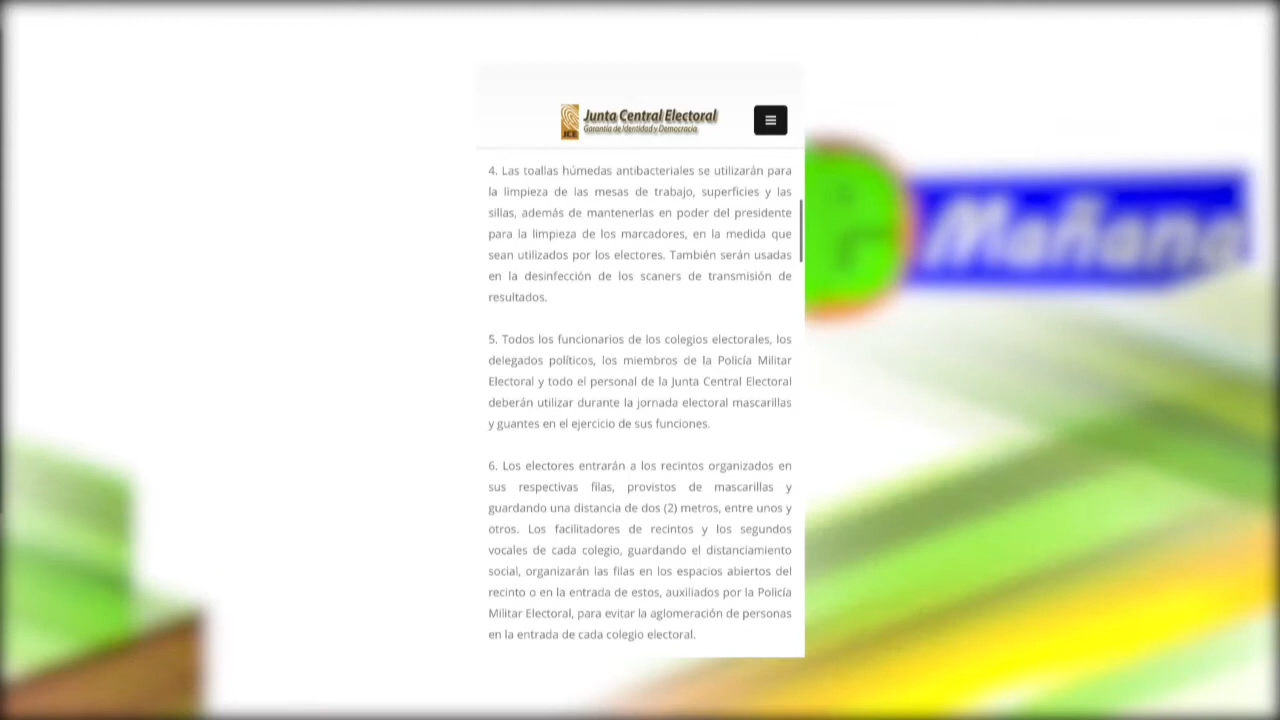 Junta Central Electoral
Garantía de Identidad y Democracia
JCE
4. Las toallas húmedas antibacteriales se utilizarán para
la limpieza de las mesas de trabajo, superficies y las
sillas, además de mantenerlas en poder del presidente
para la limpieza de los marcadores, en la medida que
sean utilizados por los electores. También serán usadas
en la desinfección de los scaners de transmisión de
resultados.
5. Todos los funcionarios de los colegios electorales, los
delegados políticos, los miembros de la Policía Militar
Electoral y todo el personal de la Junta Central Electoral
deberán utilizar durante la jornada electoral mascarillas
y guantes en el ejercicio de sus funciones.
6. Los electores entrarán a los recintos organizados en
sus respectivas filas, provistos de mascarillas y
guardando una distancia de dos (2) metros, entre unos y
otros. Los facilitadores de recintos y los segundos
vocales de cada colegio, guardando el distanciamiento
social, organizarán las filas en los espacios abiertos del
recinto o en la entrada de estos, auxiliados por la Policía
Militar Electoral, para evitar la aglomeración de personas
en la entrada de cada colegio electoral.
Mañana